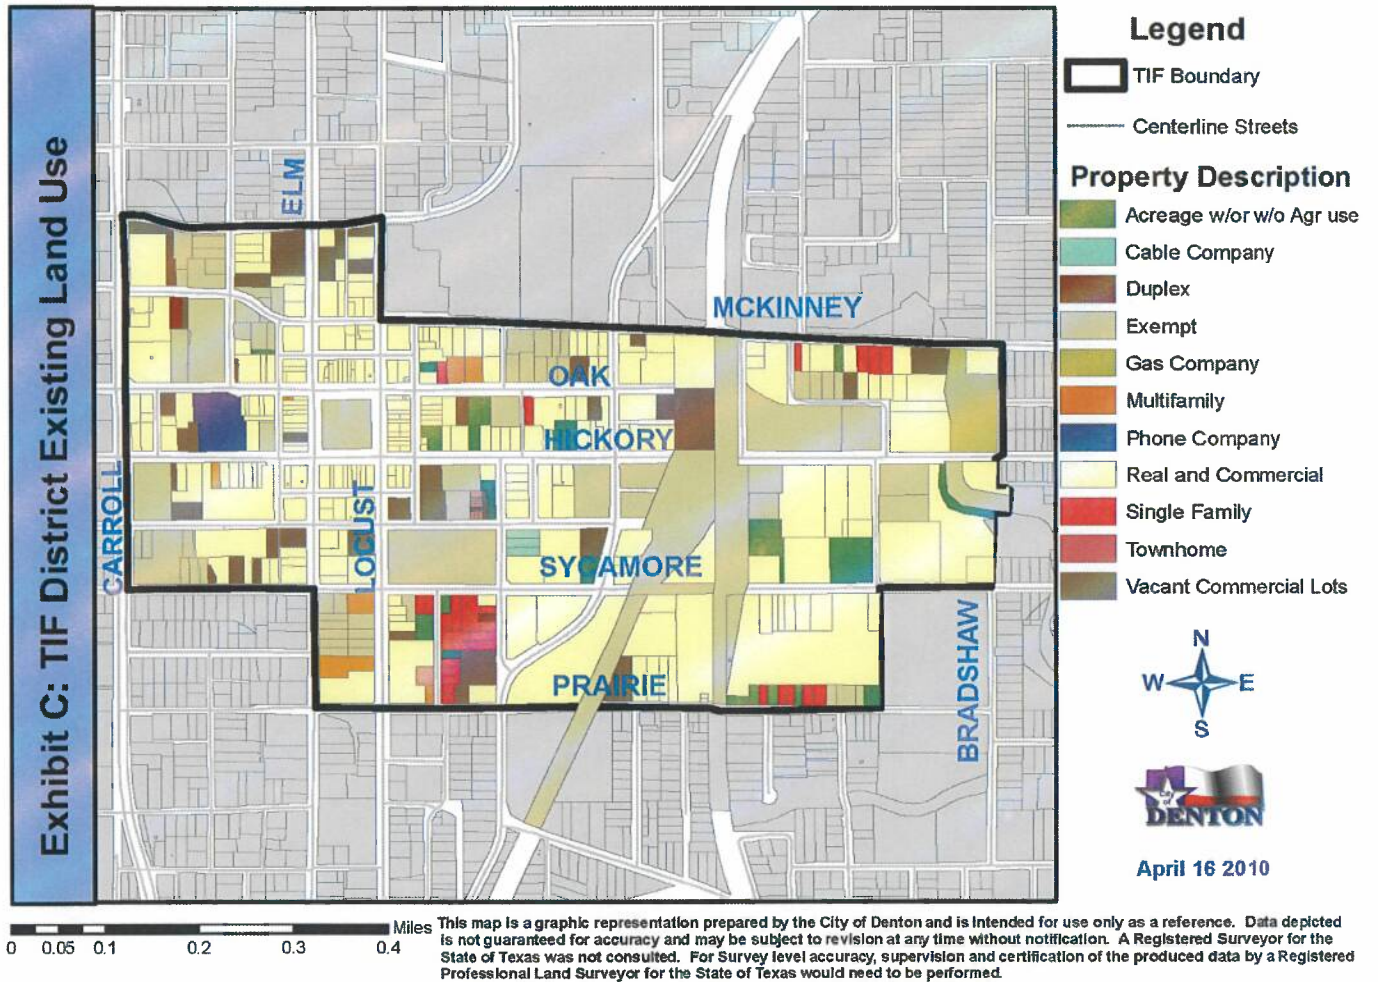 Exhibit C: TIF District Existing Land Use
ELM
MCKINNEY
OAK
HICKORY
CARROLL
LOCUST
SYCAMORE
PRAIRIE
BRADSHAW
Legend
TIF Boundary
Centerline Streets
Property Description
Acreage w/or w/o Agr use
Cable Company
Duplex
Exempt
Gas Company
Multifamily
Phone Company
Real and Commercial
Single Family
Townhome
Vacant Commercial Lots
N
W E
S
City
of
DENTON
April 16 2010
Miles
0 0.05 0.1 0.2 0.3 0.4
This map is a graphic representation prepared by the City of Denton and is intended for use only as a reference. Data depicted
is not guaranteed for accuracy and may be subject to revision at any time without notification. A Registered Surveyor for the
State of Texas was not consulted. For Survey level accuracy, supervision and certification of the produced data by a Registered
Professional Land Surveyor for the State of Texas would need to be performed.